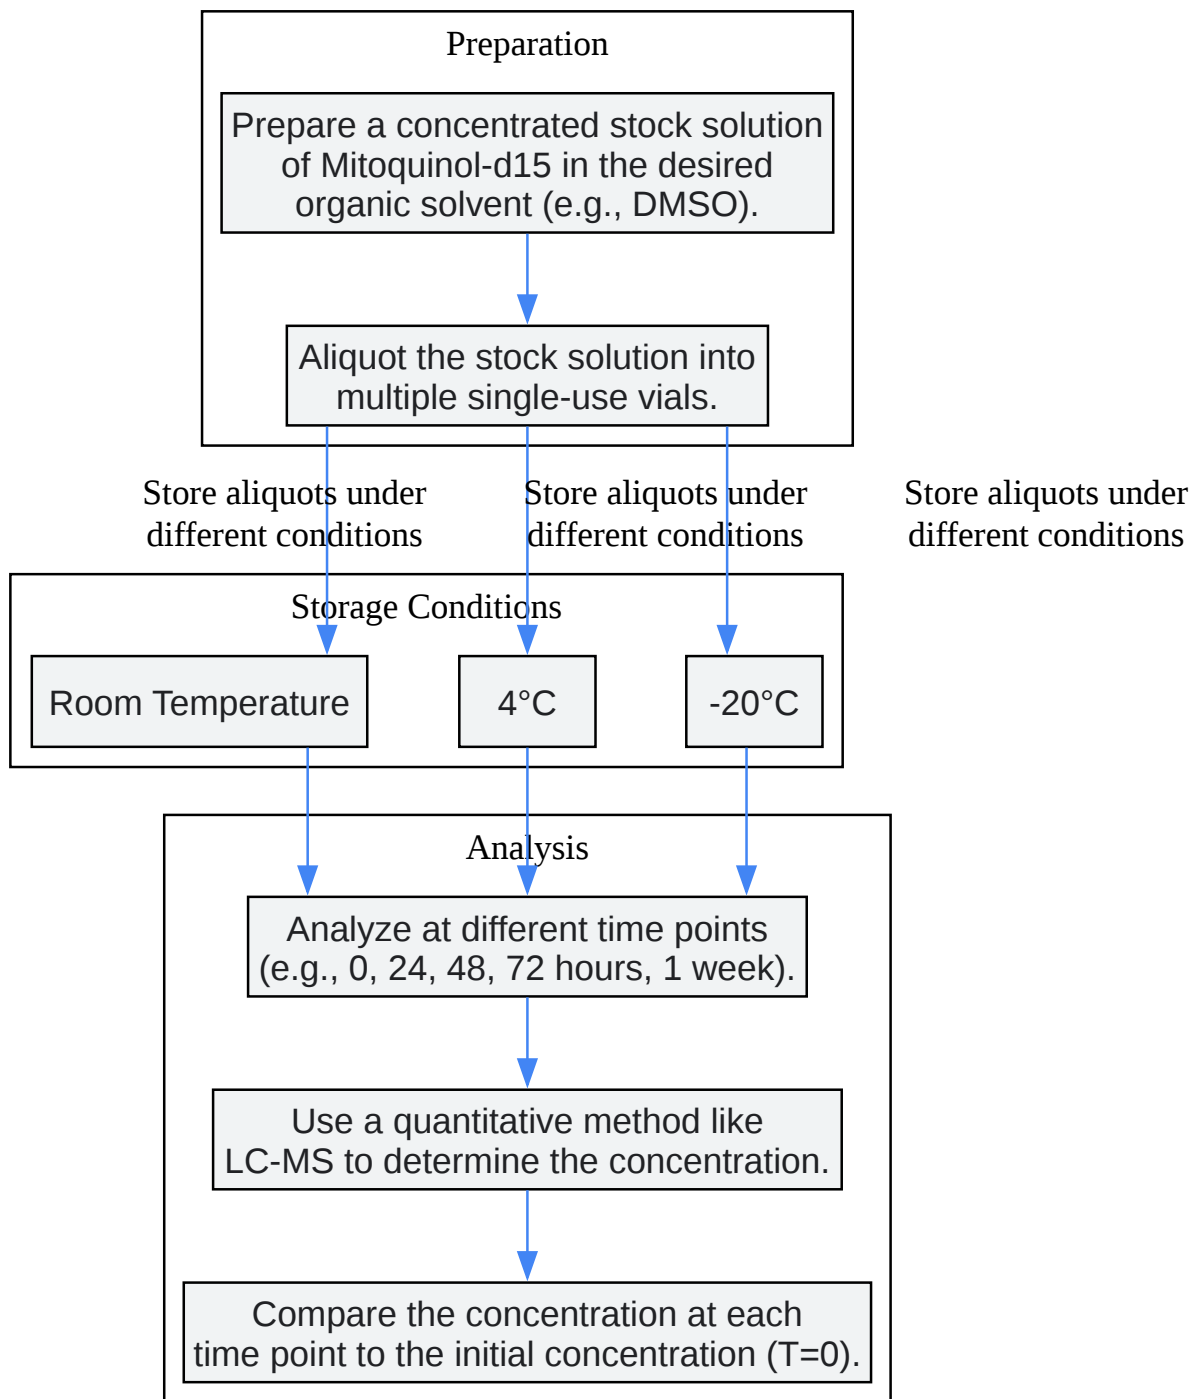 Preparation
Prepare a concentrated stock solution
of Mitoquinol-d15 in the desired
organic solvent (e.g., DMSO).
Aliquot the stock solution into
multiple single-use vials.
Store aliquots under
different conditions
Store aliquots under
different conditions
Store aliquots under
different conditions
Storage Conditions
Room Temperature
4°C
-20°C
Analysis
Analyze at different time points
(e.g., 0, 24, 48, 72 hours, 1 week).
Use a quantitative method like
LC-MS to determine the concentration.
Compare the concentration at each
time point to the initial concentration (T=0).